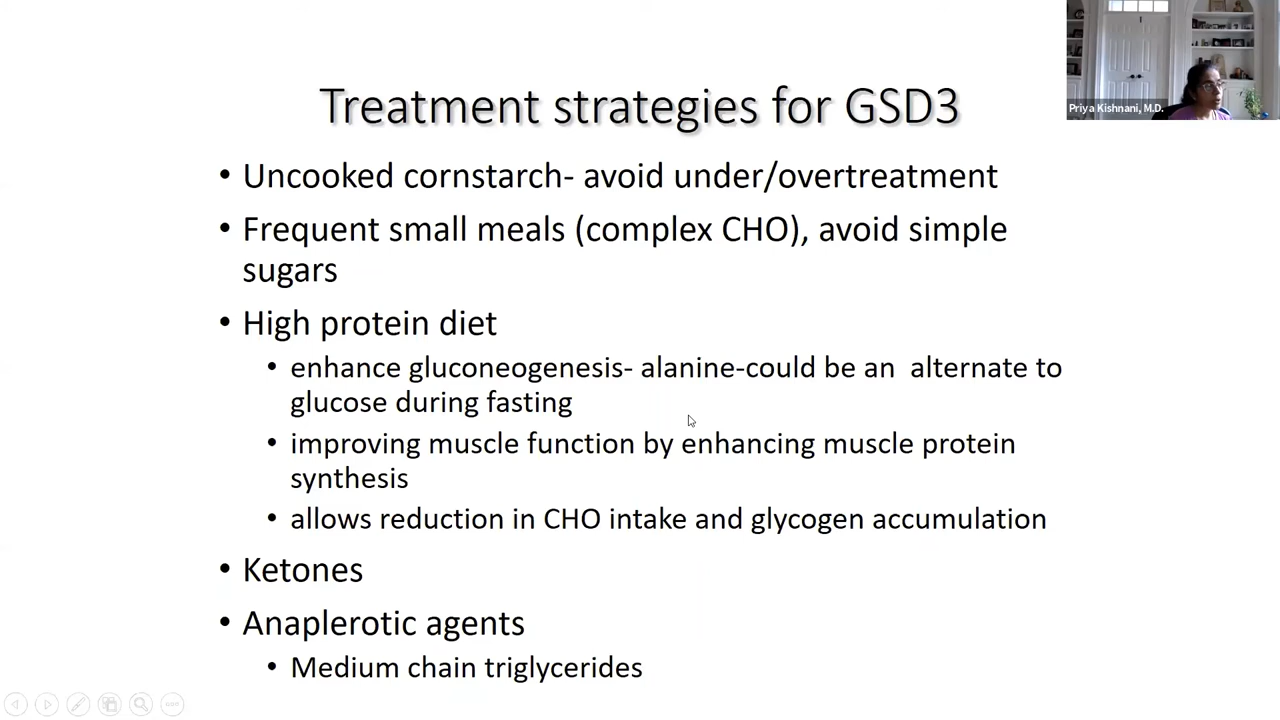 Treatment strategies for GSD3
Priya Kishnani, M.D.
• Uncooked cornstarch- avoid under/overtreatment
• Frequent small meals (complex CHO), avoid simple
sugars
• High protein diet
• enhance gluconeogenesis- alanine-could be an  alternate to
glucose during fasting
• improving muscle function by enhancing muscle protein
synthesis
• allows reduction in CHO intake and glycogen accumulation
• Ketones
• Anaplerotic agents
• Medium chain triglycerides